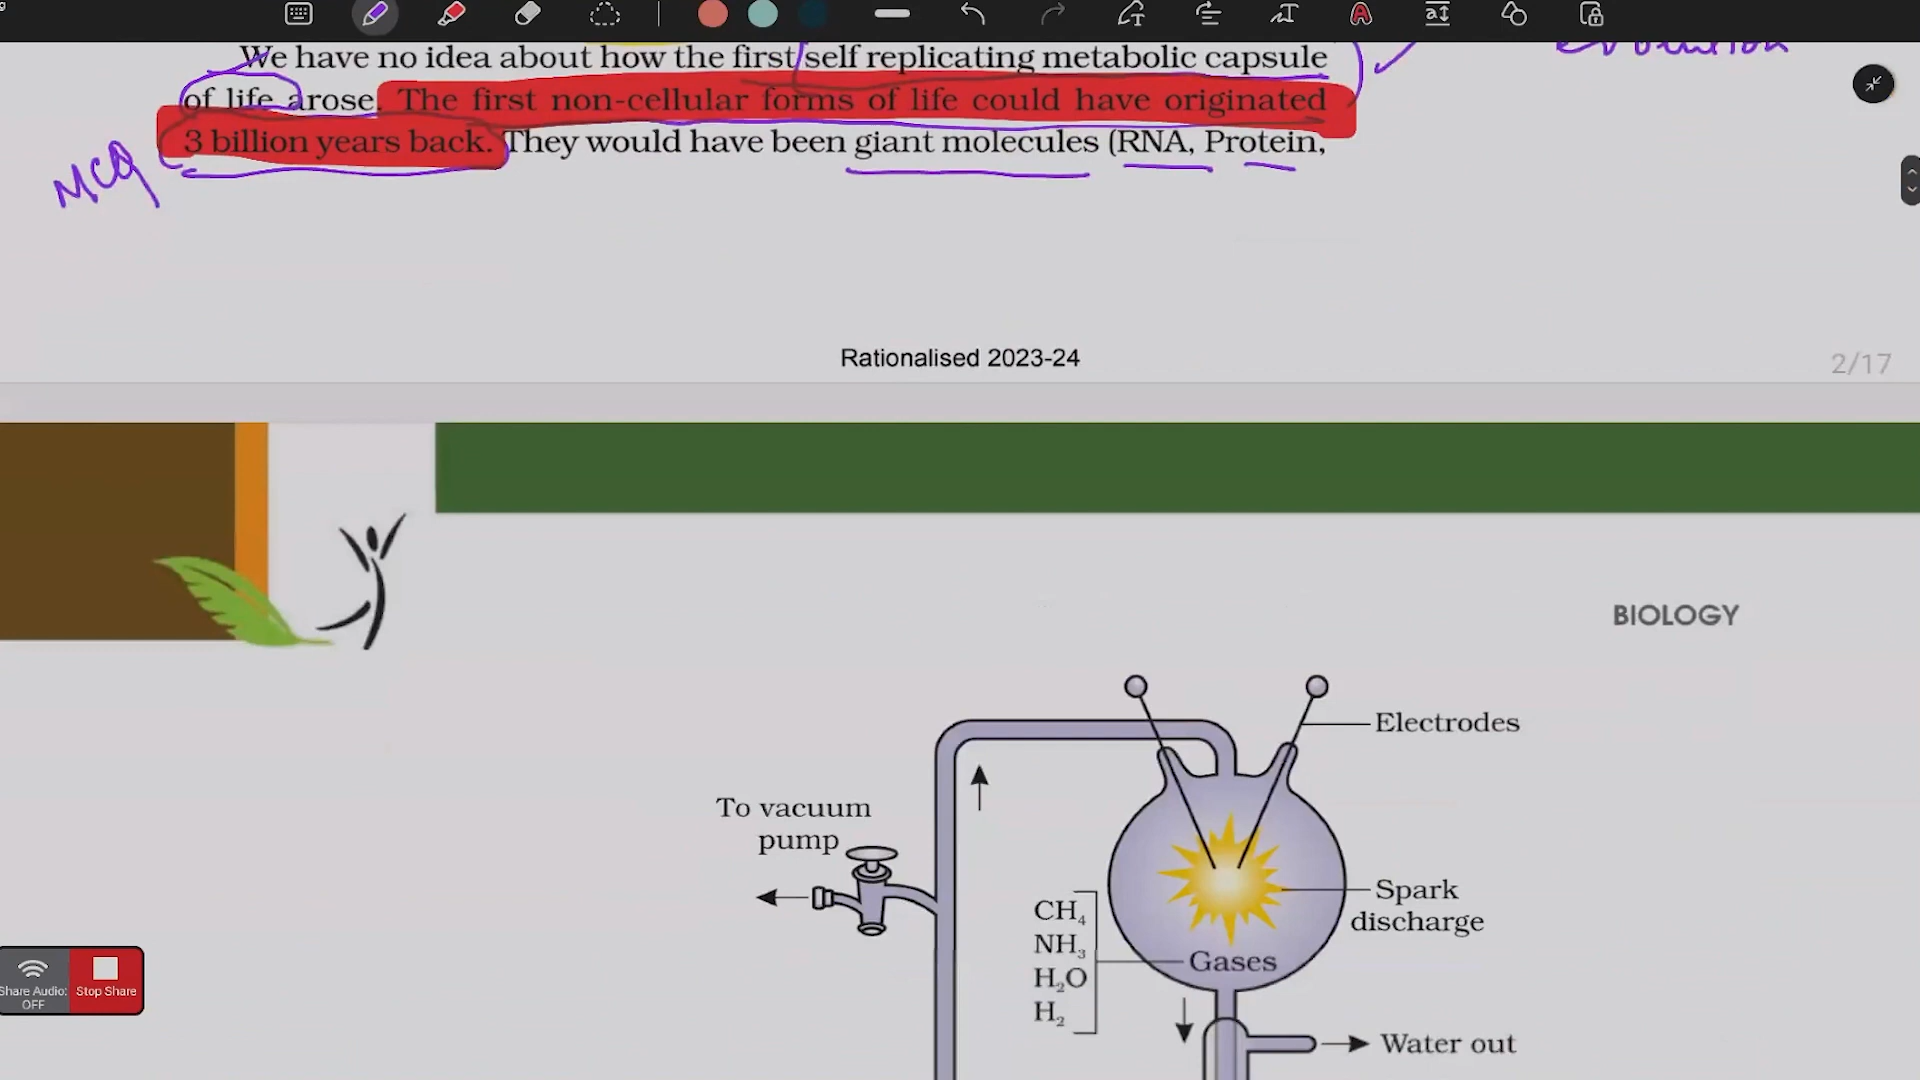 evolution
We have no idea about how the first self replicating metabolic capsule
of life arose. The first non-cellular forms of life could have originated
3 billion years back. They would have been giant molecules (RNA, Protein,
MCQ
Rationalised 2023-24
2/17
BIOLOGY
Electrodes
To vacuum
pump
Spark
discharge
CH₄
NH₃
H₂O
H₂
Gases
Water out
Share Audio:
OFF
Stop Share